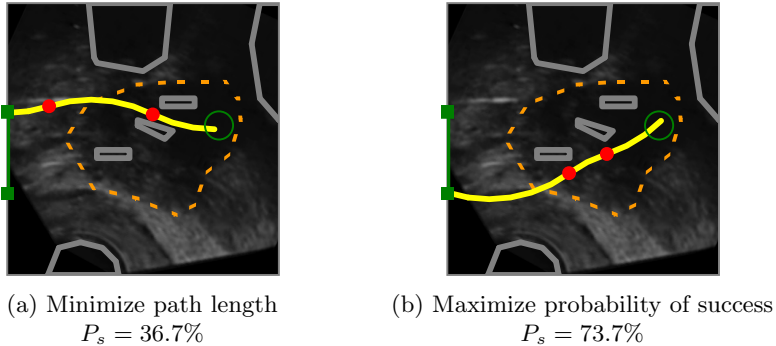 (a) Minimize path length
P_s = 36.7%
(b) Maximize probability of success
P_s = 73.7%